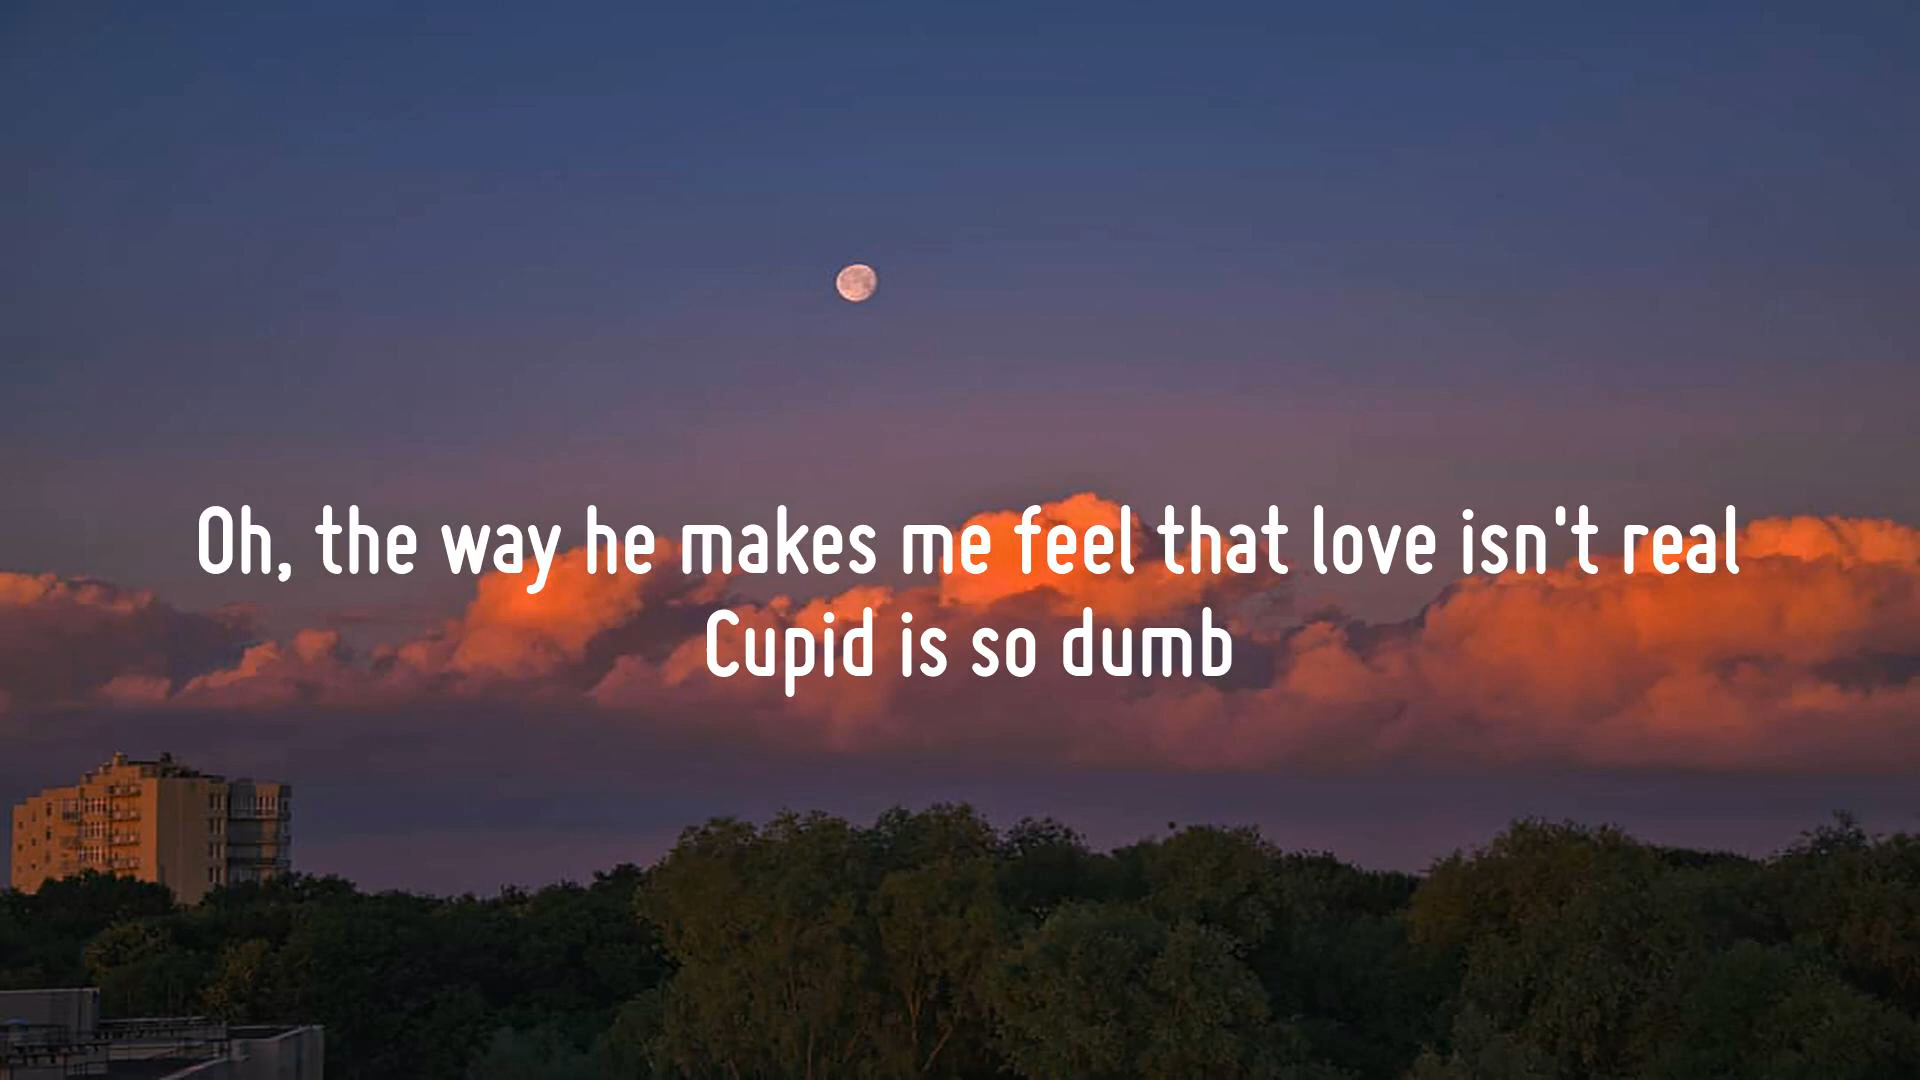 Oh, the way he makes me feel that love isn't real
Cupid is so dumb